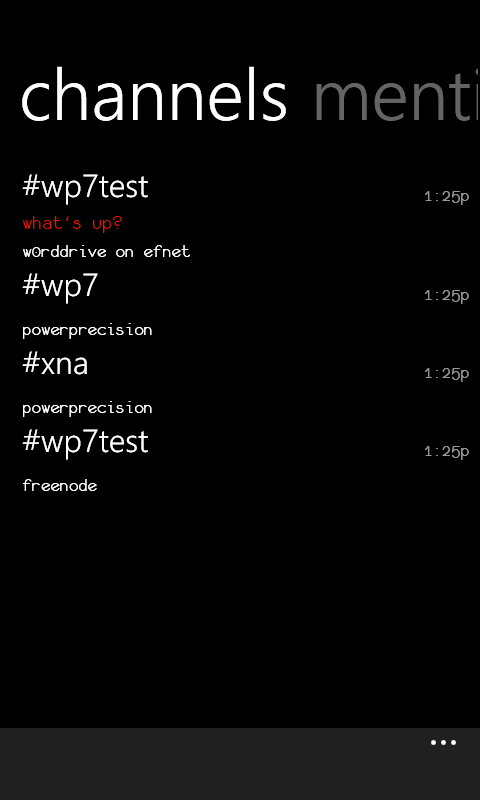 channels menti
#wp7test 1:25p
what's up?
w0rddrive on efnet
#wp7 1:25p
powerprecision
#xna 1:25p
powerprecision
#wp7test 1:25p
freenode